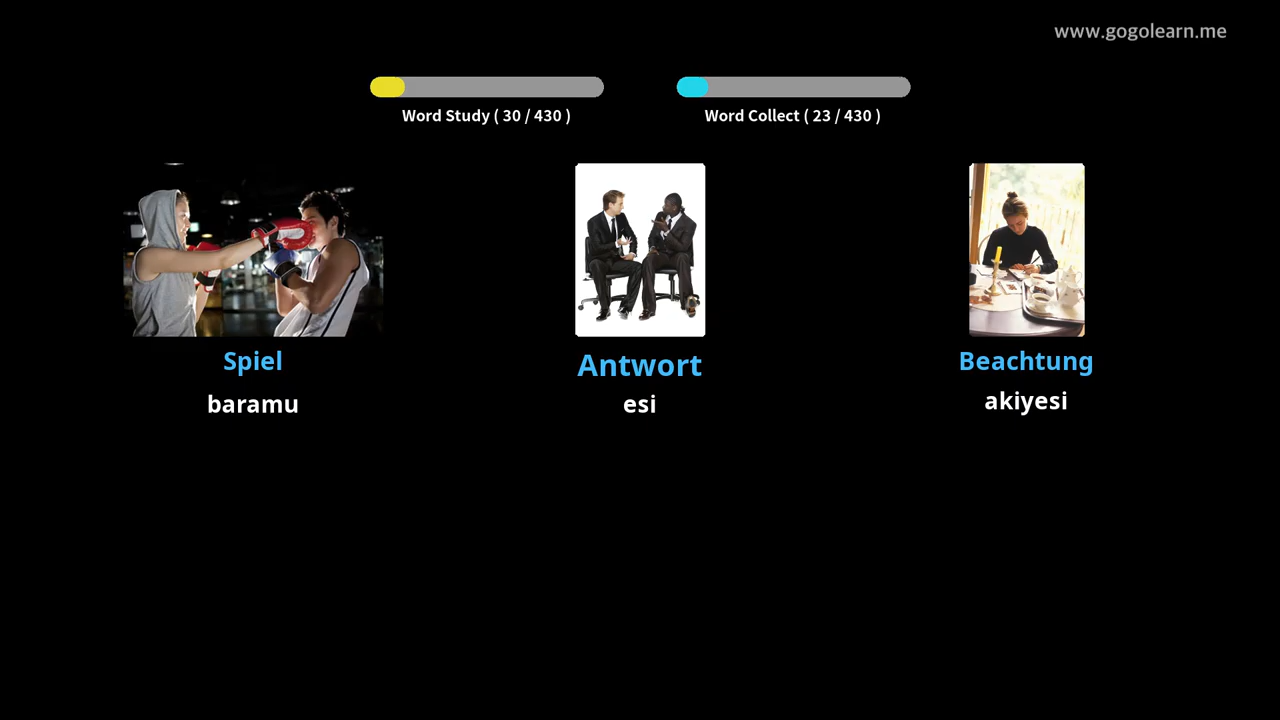 www.gogolearn.me
Word Study ( 30 / 430 )
Word Collect ( 23 / 430 )
Spiel
Antwort
Beachtung
baramu
esi
akiyesi